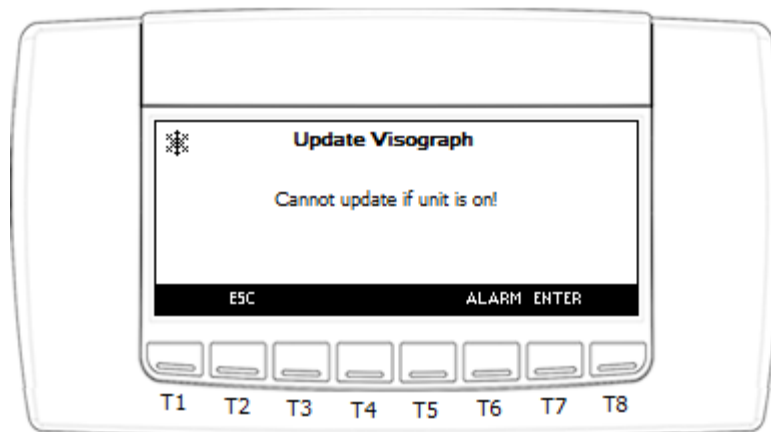 Update Visograph
Cannot update if unit is on!
ESC ALARM ENTER
T1 T2 T3 T4 T5 T6 T7 T8